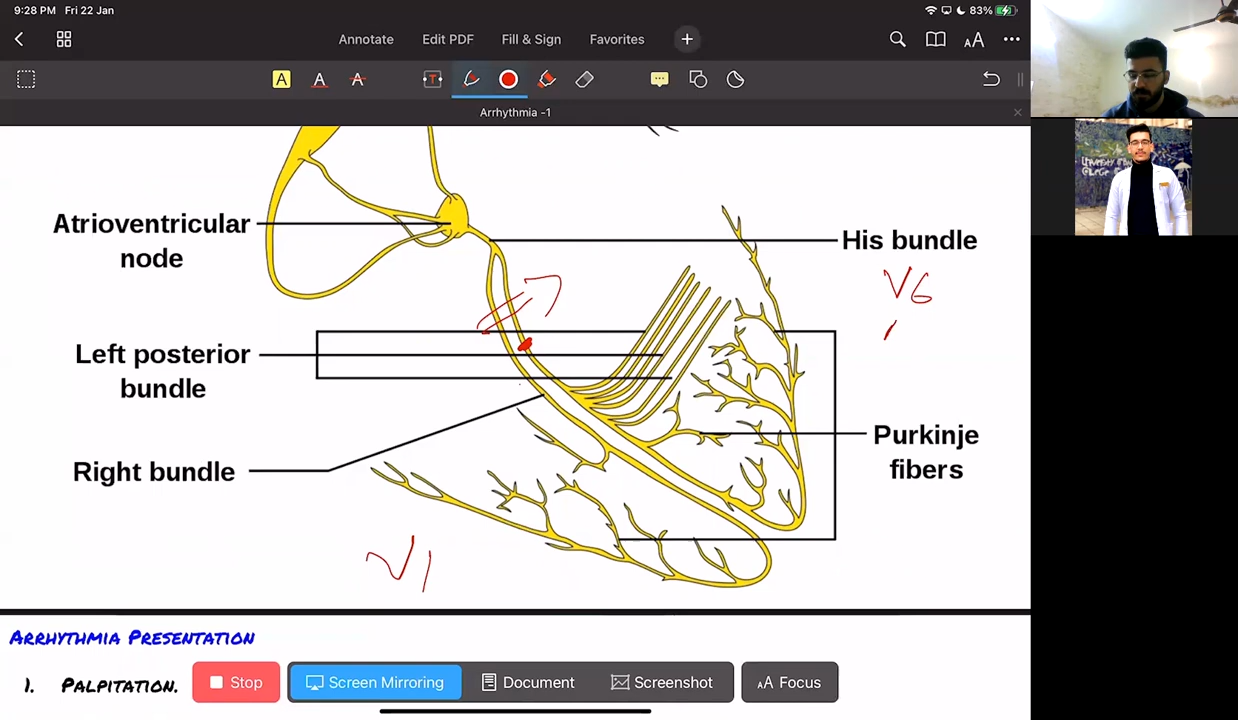 9:28 PM Fri 22 Jan
83%
Annotate Edit PDF Fill & Sign Favorites
A A A T
AA
Arrhythmia -1
Atrioventricular
node
His bundle
V6
Left posterior
bundle
Purkinje
fibers
Right bundle
V1
ARRHYTHMIA PRESENTATION
1. PALPITATION.
Stop Screen Mirroring Document Screenshot AA Focus